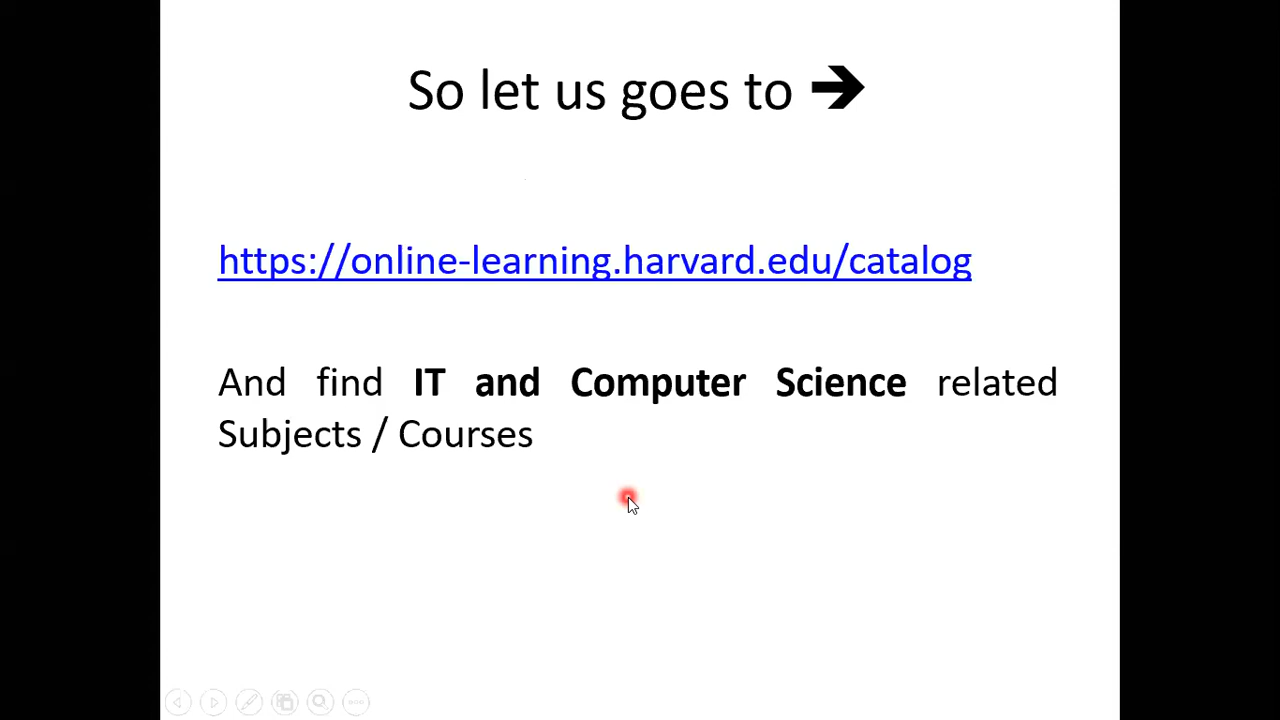 So let us goes to ➔
https://online-learning.harvard.edu/catalog
And find IT and Computer Science related
Subjects / Courses